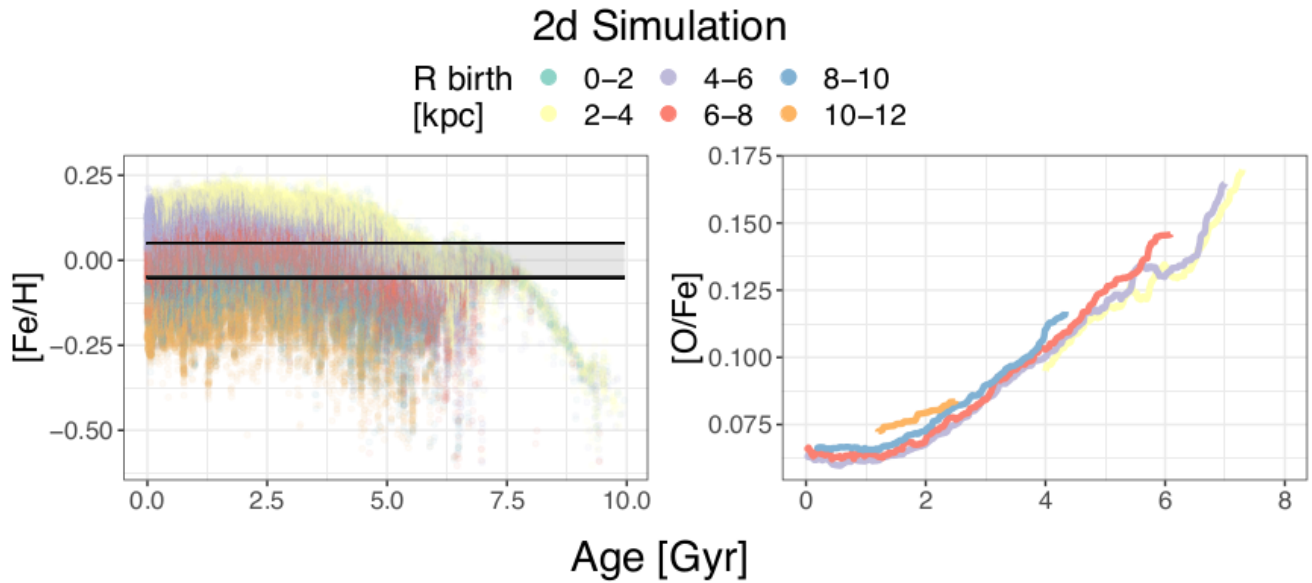 2d Simulation
R birth 0–2 4–6 8–10
[kpc] 2–4 6–8 10–12
[Fe/H]
0.25
0.00
−0.25
−0.50
0.0 2.5 5.0 7.5 10.0
[O/Fe]
0.175
0.150
0.125
0.100
0.075
0 2 4 6 8
Age [Gyr]